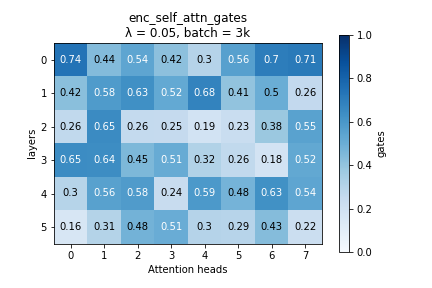 enc_self_attn_gates
λ = 0.05, batch = 3k
0 0.74 0.44 0.54 0.42 0.3 0.56 0.7 0.71
1 0.42 0.58 0.63 0.52 0.68 0.41 0.5 0.26
2 0.26 0.65 0.26 0.25 0.19 0.23 0.38 0.55
3 0.65 0.64 0.45 0.51 0.32 0.26 0.18 0.52
4 0.3 0.56 0.58 0.24 0.59 0.48 0.63 0.54
5 0.16 0.31 0.48 0.51 0.3 0.29 0.43 0.22
0 1 2 3 4 5 6 7
Attention heads
layers
1.0
0.8
0.6
0.4
0.2
0.0
gates